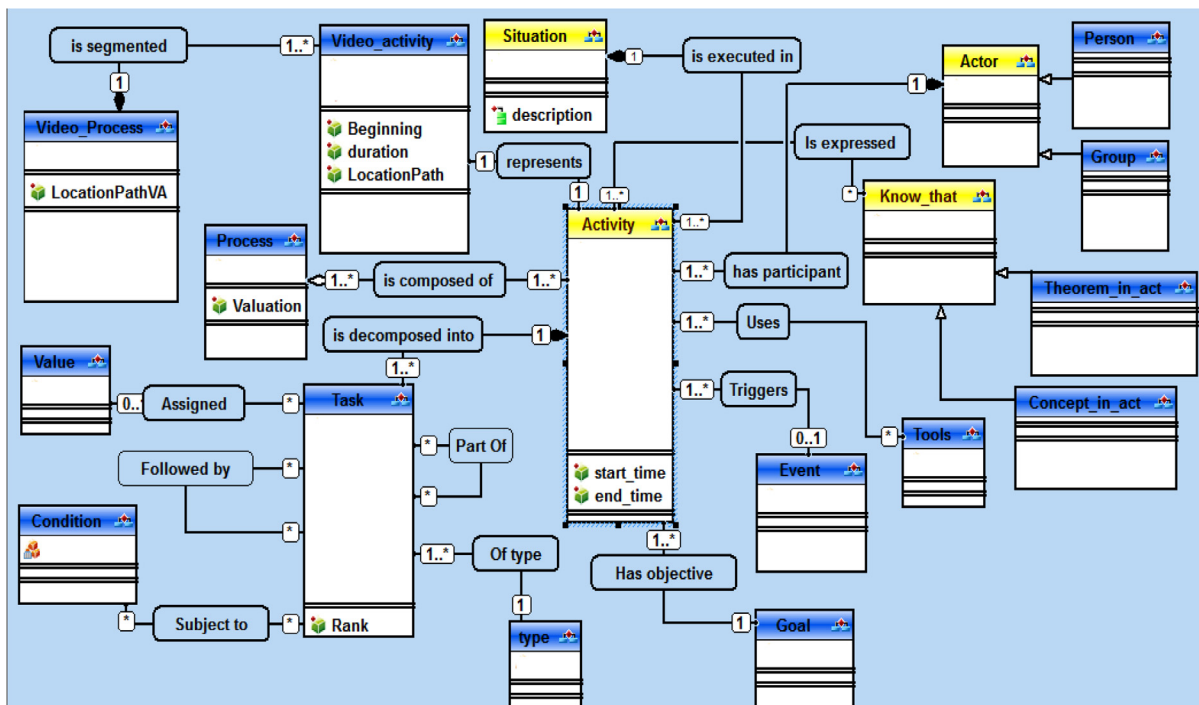 is segmented
1..*
Video_activity
Beginning
duration
LocationPath
Situation
description
1
is executed in
Actor
Person
1
Video_Process
LocationPathVA
1
represents
1
1..*
1
Is expressed
*
Group
Know_that
Process
Valuation
1..*
is composed of
1..*
Activity
start_time
end_time
1..*
1..*
has participant
Theorem_in_act
is decomposed into
1
1..*
1..*
Uses
*
Value
0..
Assigned
*
Task
Rank
1..*
Triggers
0..1
Concept_in_act
Tools
Followed by
*
*
*
Part Of
*
Event
Condition
*
Subject to
*
1..*
Of type
1
type
1..*
Has objective
1
Goal